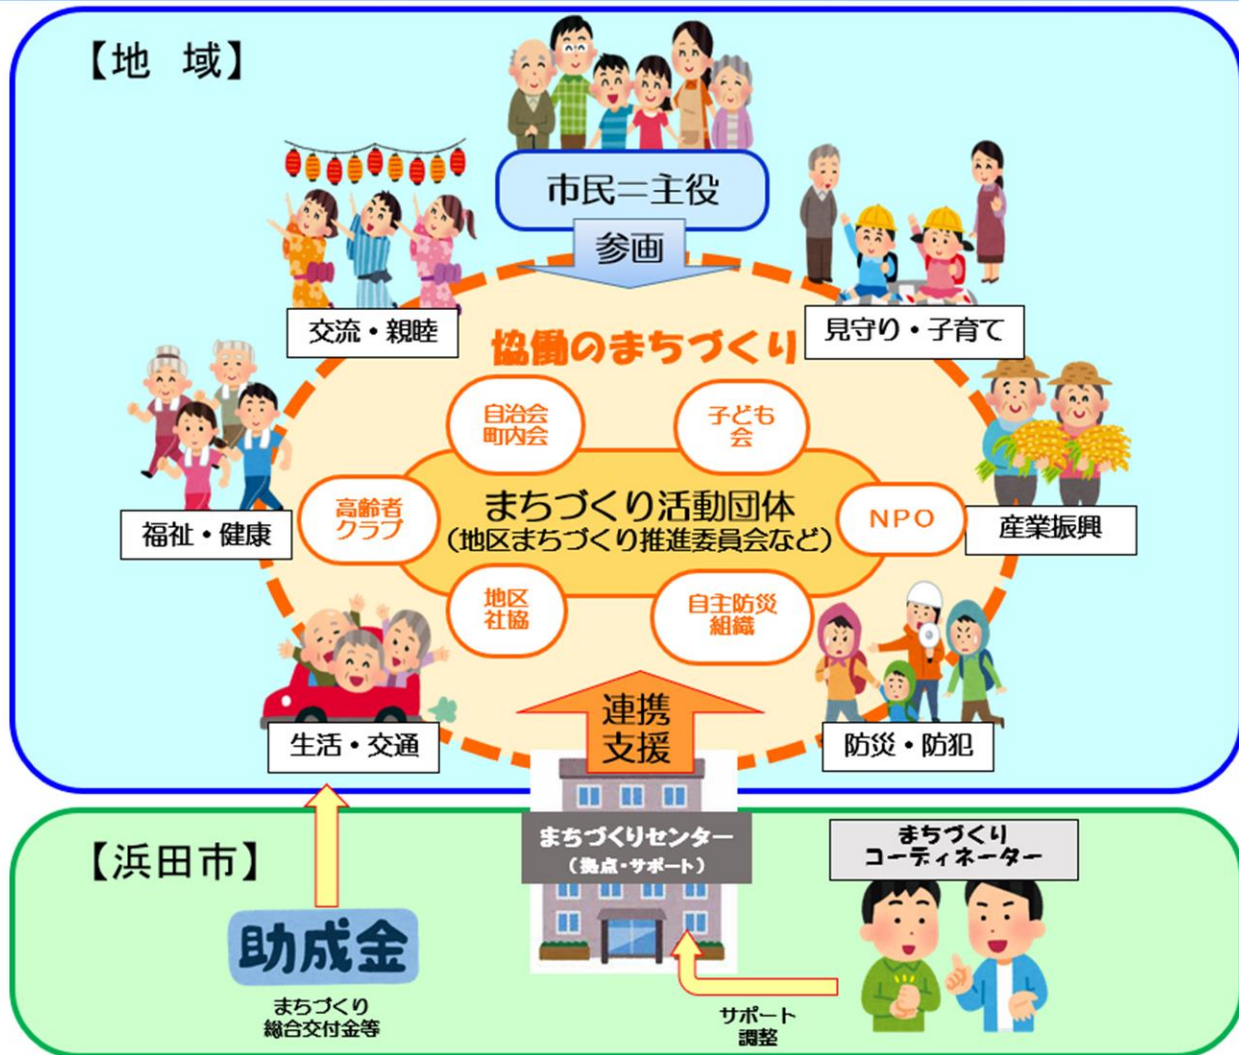 【地 域】
市民＝主役
参画
交流・親睦
見守り・子育て
協働のまちづくり
自治会
町内会
子ども
会
高齢者
クラブ
まちづくり活動団体
(地区まちづくり推進委員会など)
NPO
福祉・健康
産業振興
地区
社協
自主防災
組織
連携
支援
生活・交通
防災・防犯
【浜田市】
まちづくりセンター
(拠点・サポート)
まちづくり
コーディネーター
助成金
まちづくり
総合交付金等
サポート
調整